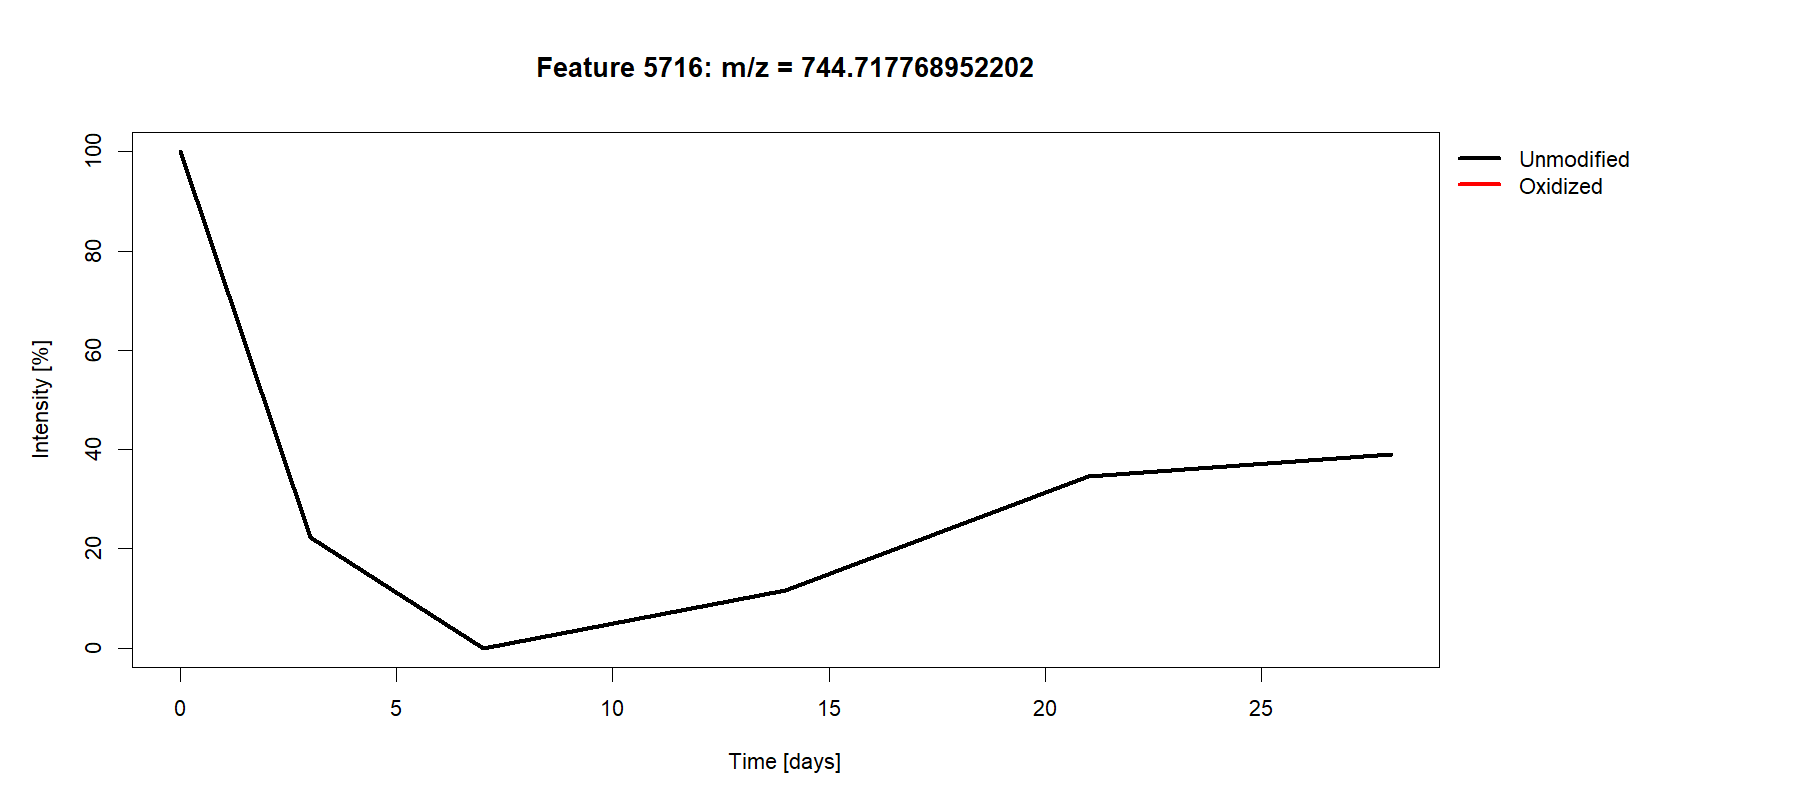 Feature 5716: m/z = 744.717768952202
Unmodified
Oxidized
Intensity [%]
100
80
60
40
20
0
0 5 10 15 20 25
Time [days]